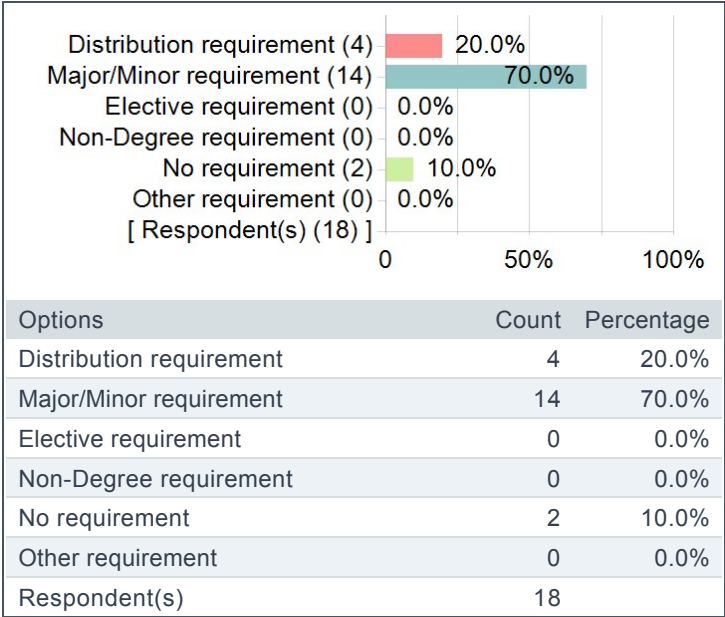 Distribution requirement (4) 20.0%
Major/Minor requirement (14) 70.0%
Elective requirement (0) 0.0%
Non-Degree requirement (0) 0.0%
No requirement (2) 10.0%
Other requirement (0) 0.0%
[ Respondent(s) (18) ]
0 50% 100%
Options Count Percentage
Distribution requirement 4 20.0%
Major/Minor requirement 14 70.0%
Elective requirement 0 0.0%
Non-Degree requirement 0 0.0%
No requirement 2 10.0%
Other requirement 0 0.0%
Respondent(s) 18